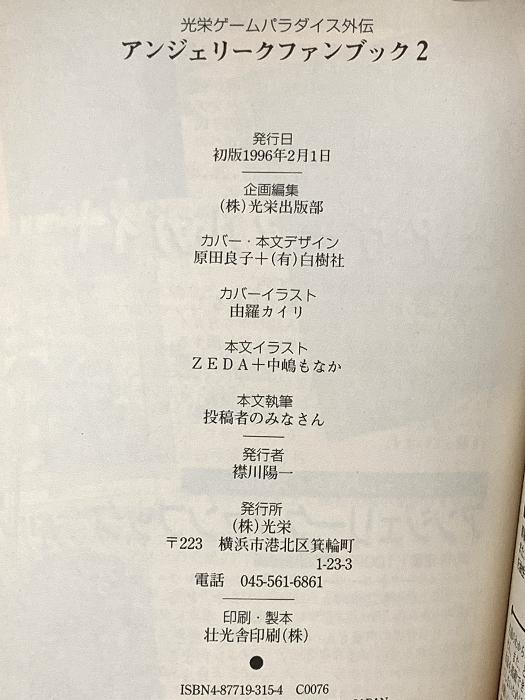 光栄ゲームパラダイス外伝
アンジェリークファンブック2
発行日
初版1996年2月1日
企画編集
(株)光栄出版部
カバー・本文デザイン
原田良子＋(有)白樹社
カバーイラスト
由羅カイリ
本文イラスト
ＺＥＤＡ＋中嶋もなか
本文執筆
投稿者のみなさん
発行者
襟川陽一
発行所
(株)光栄
〒223 横浜市港北区箕輪町
1-23-3
電話 045-561-6861
印刷・製本
壮光舎印刷(株)
●
ISBN4-87719-315-4 C0076